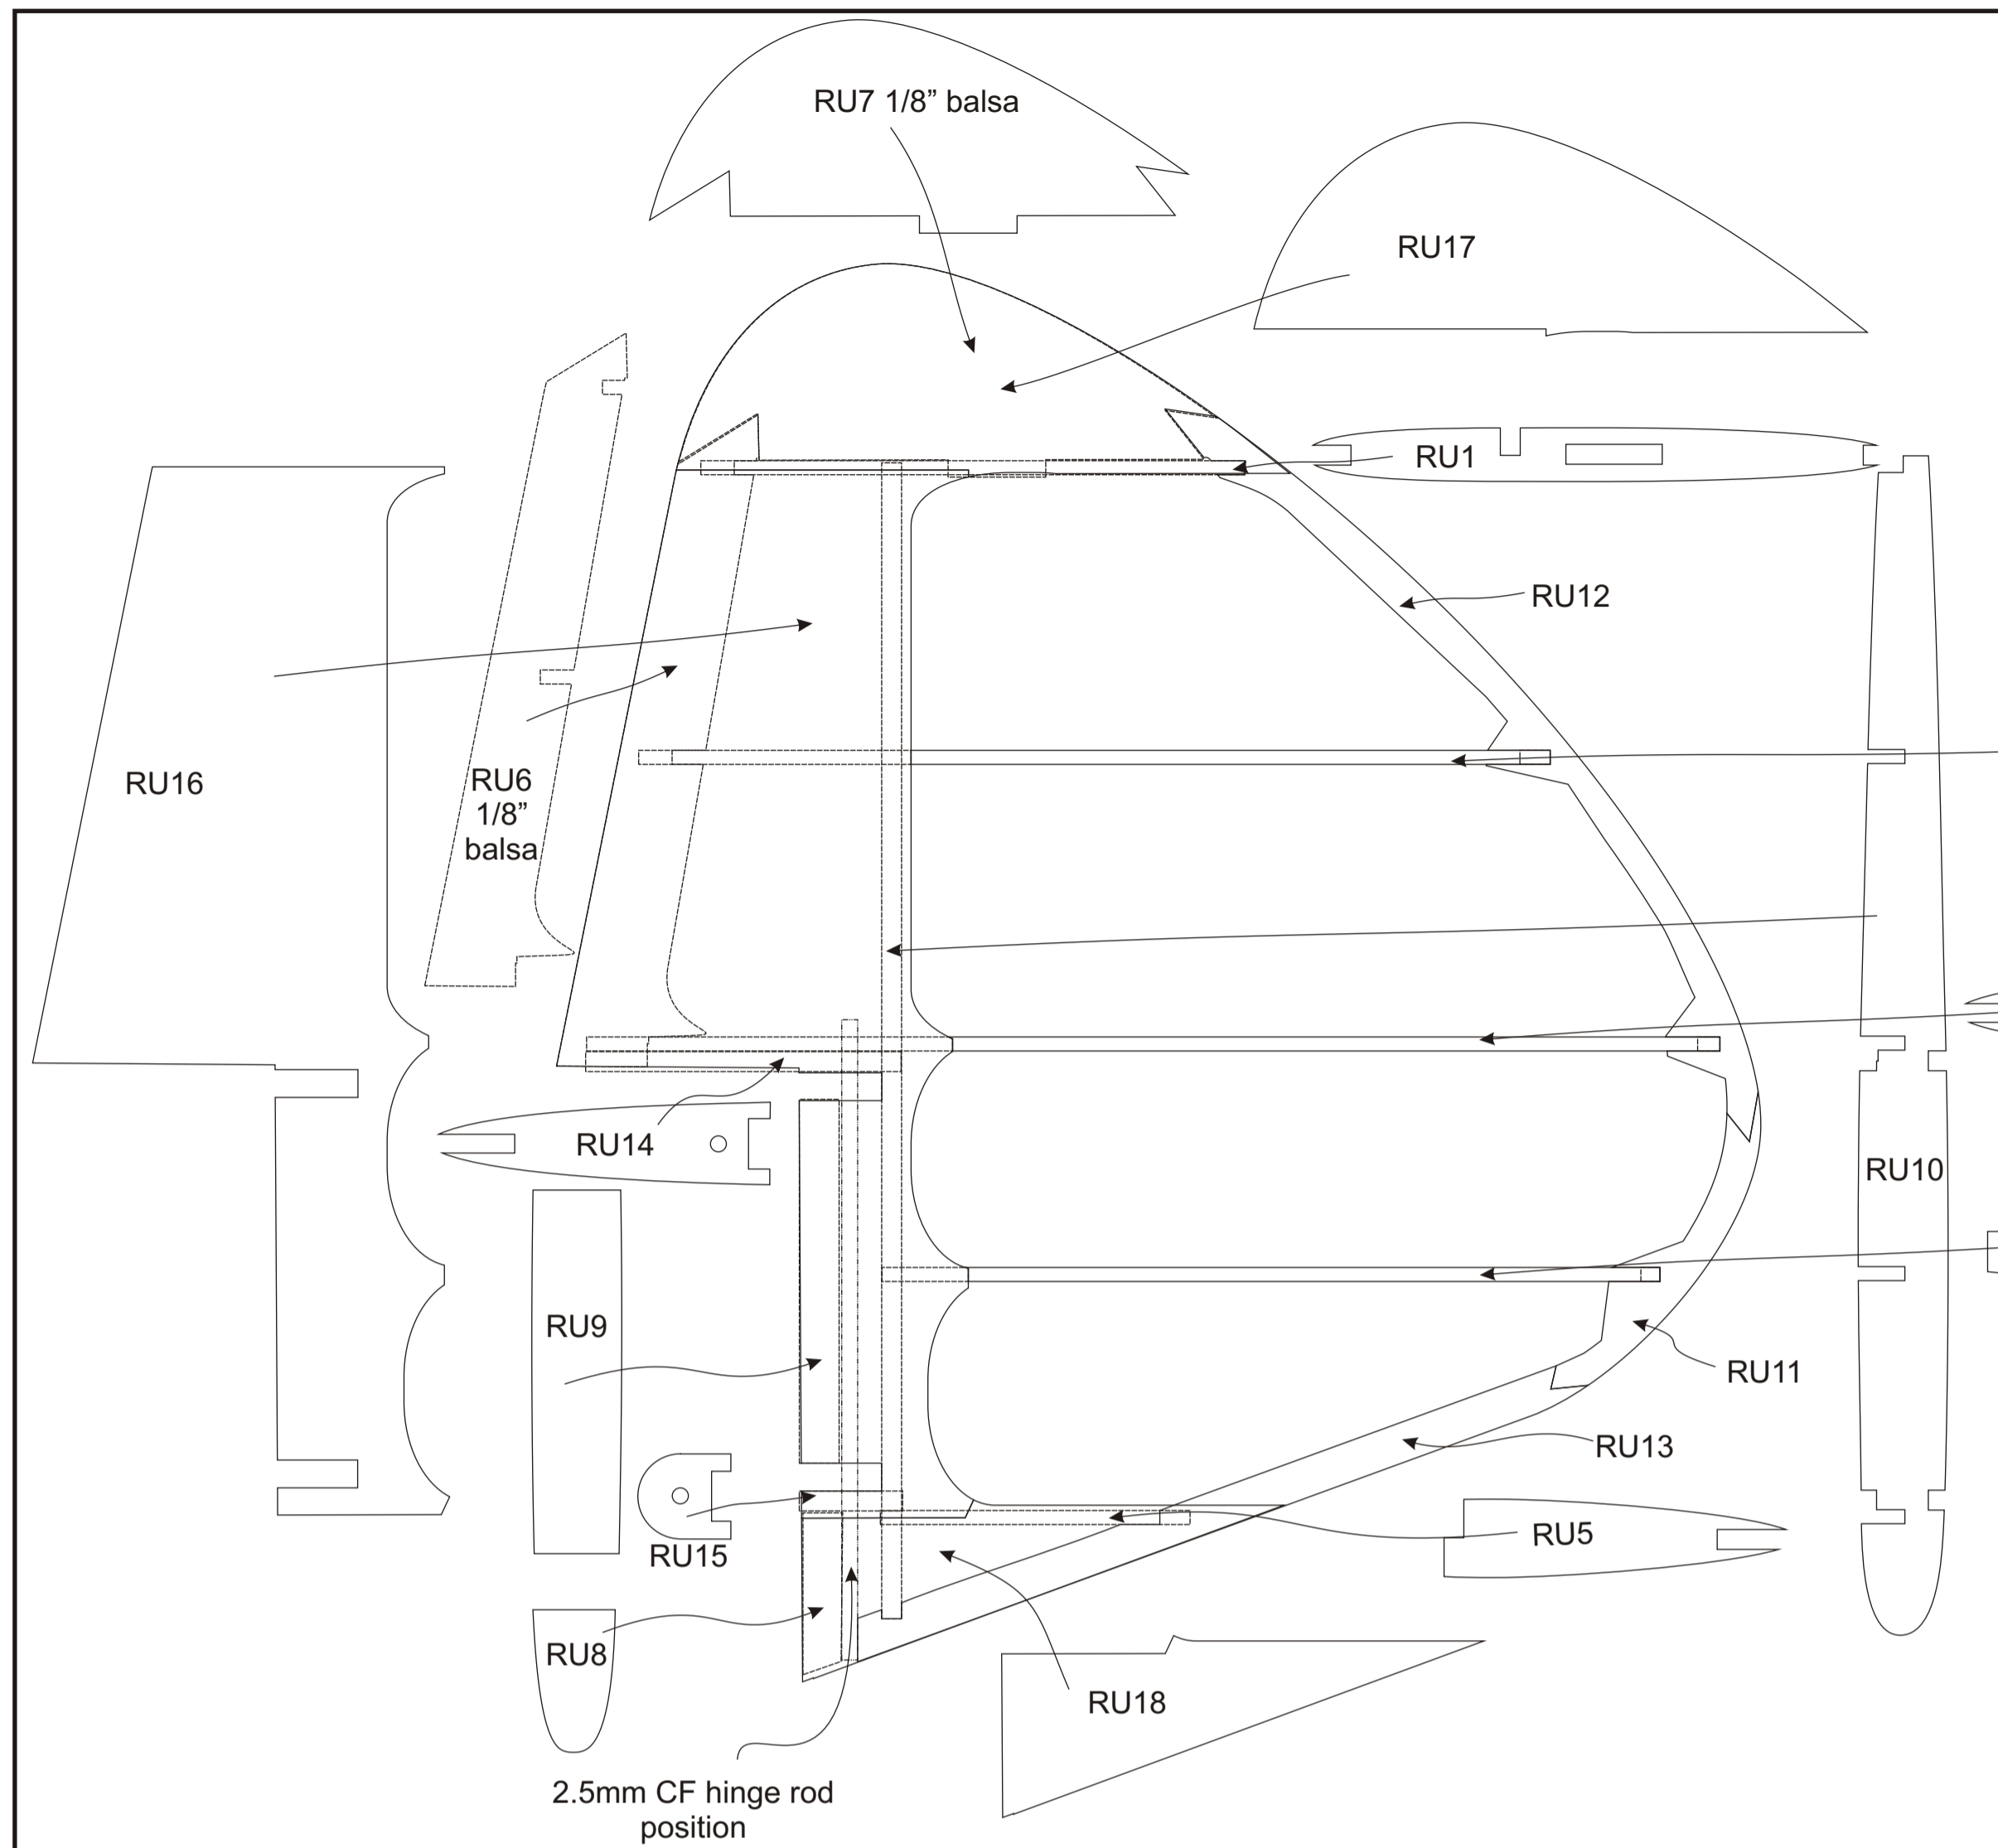 RU7 1/8” balsa
RU17
RU1
RU12
RU16
RU6
1/8”
balsa
RU14
RU10
RU9
RU11
RU13
RU15
RU5
RU8
RU18
2.5mm CF hinge rod
position